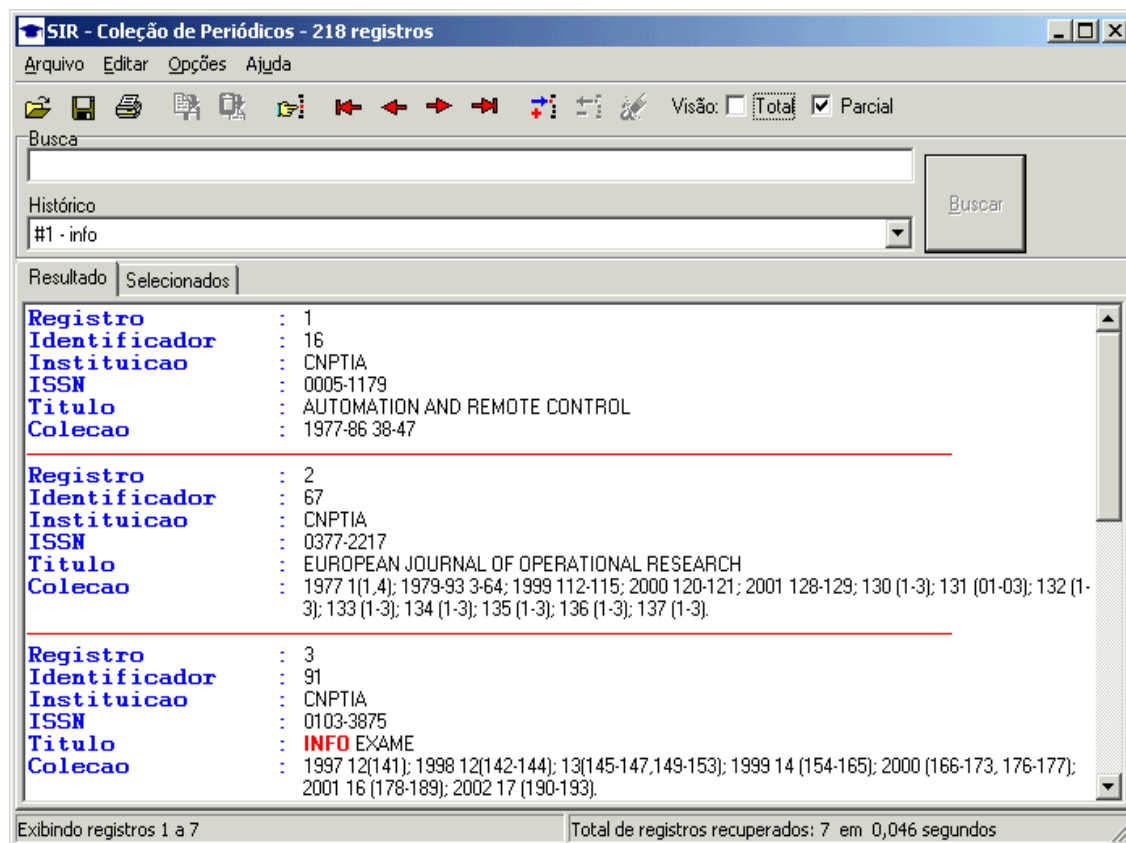 SIR - Coleção de Periódicos - 218 registros
Arquivo Editar Opções Ajuda
Visão: Total Parcial
Busca
Histórico
#1 - info
Buscar
Resultado Selecionados
Registro : 1
Identificador : 16
Instituicao : CNPTIA
ISSN : 0005-1179
Titulo : AUTOMATION AND REMOTE CONTROL
Colecao : 1977-86 38-47
Registro : 2
Identificador : 67
Instituicao : CNPTIA
ISSN : 0377-2217
Titulo : EUROPEAN JOURNAL OF OPERATIONAL RESEARCH
Colecao : 1977 1(1,4); 1979-93 3-64; 1999 112-115; 2000 120-121; 2001 128-129; 130 (1-3); 131 (01-03); 132 (1-
3); 133 (1-3); 134 (1-3); 135 (1-3); 136 (1-3); 137 (1-3).
Registro : 3
Identificador : 91
Instituicao : CNPTIA
ISSN : 0103-3875
Titulo : INFO EXAME
Colecao : 1997 12(141); 1998 12(142-144); 13(145-147,149-153); 1999 14 (154-165); 2000 (166-173, 176-177);
2001 16 (178-189); 2002 17 (190-193).
Exibindo registros 1 a 7
Total de registros recuperados: 7 em 0,046 segundos